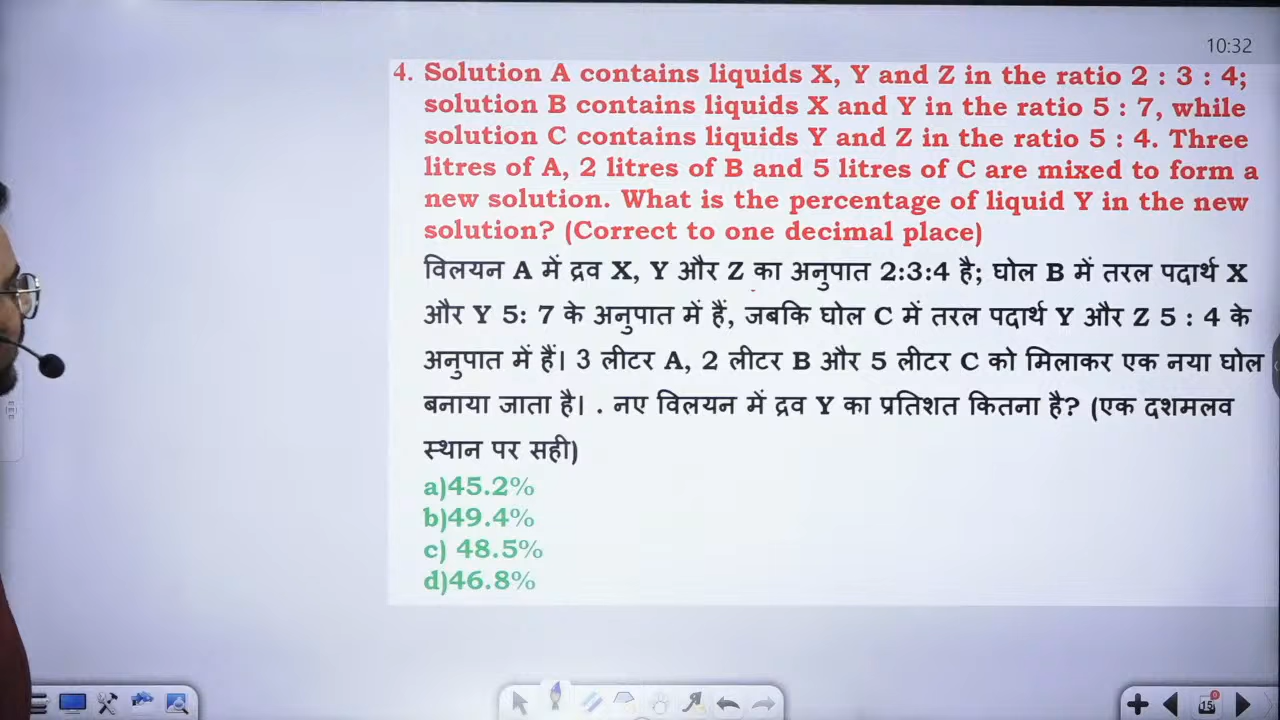 10:32
4. Solution A contains liquids X, Y and Z in the ratio 2 : 3 : 4;
solution B contains liquids X and Y in the ratio 5 : 7, while
solution C contains liquids Y and Z in the ratio 5 : 4. Three
litres of A, 2 litres of B and 5 litres of C are mixed to form a
new solution. What is the percentage of liquid Y in the new
solution? (Correct to one decimal place)
विलयन A में द्रव X, Y और Z का अनुपात 2:3:4 है; घोल B में तरल पदार्थ X
और Y 5: 7 के अनुपात में हैं, जबकि घोल C में तरल पदार्थ Y और Z 5 : 4 के
अनुपात में हैं। 3 लीटर A, 2 लीटर B और 5 लीटर C को मिलाकर एक नया घोल
बनाया जाता है। . नए विलयन में द्रव Y का प्रतिशत कितना है? (एक दशमलव
स्थान पर सही)
a)45.2%
b)49.4%
c) 48.5%
d)46.8%
15